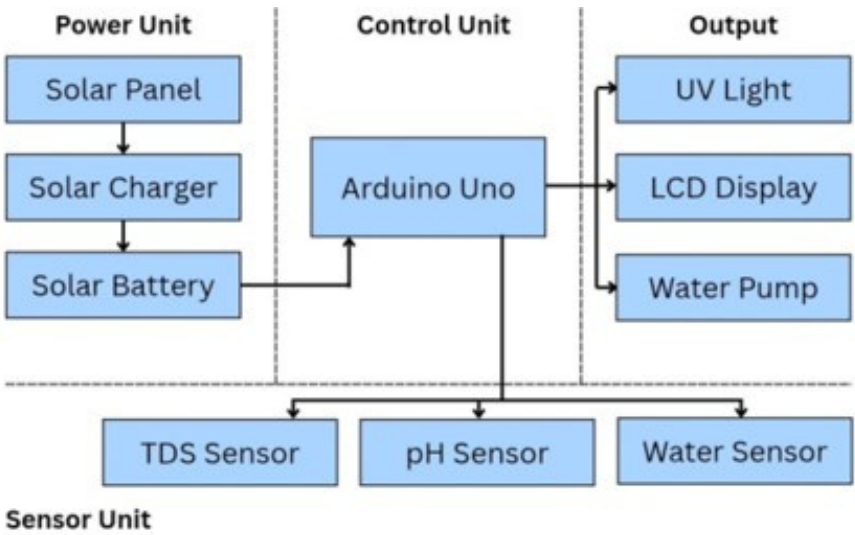 Power Unit
Control Unit
Output
Solar Panel
UV Light
Solar Charger
Arduino Uno
LCD Display
Solar Battery
Water Pump
TDS Sensor
pH Sensor
Water Sensor
Sensor Unit